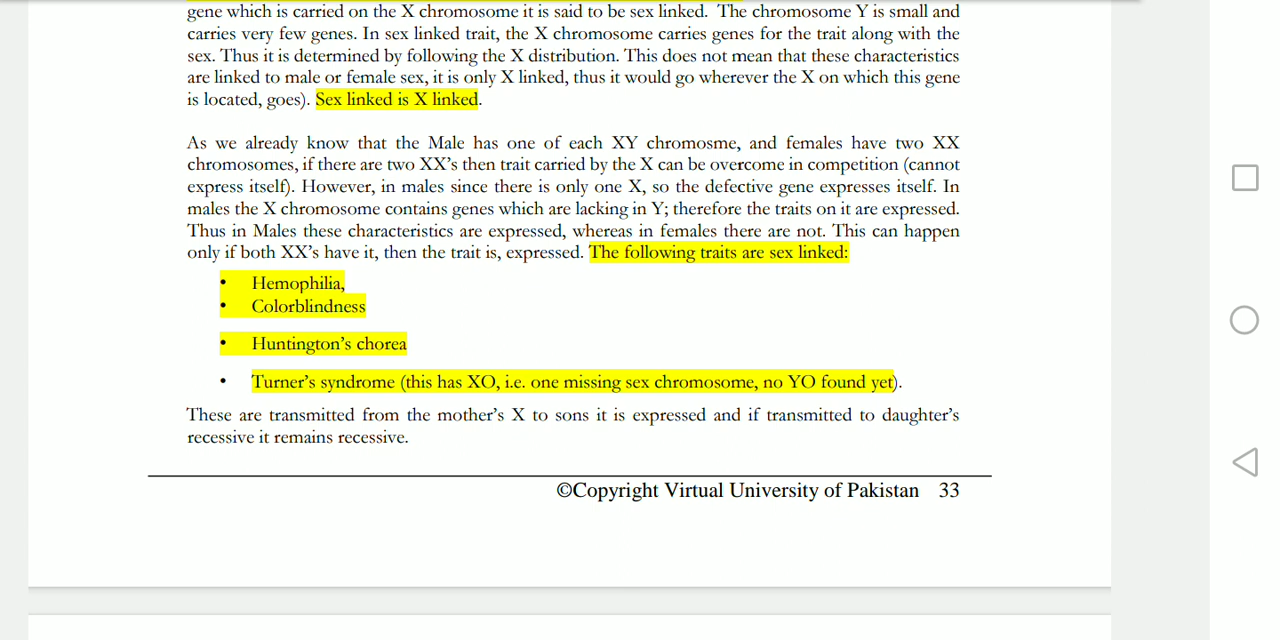 gene which is carried on the X chromosome it is said to be sex linked. The chromosome Y is small and
carries very few genes. In sex linked trait, the X chromosome carries genes for the trait along with the
sex. Thus it is determined by following the X distribution. This does not mean that these characteristics
are linked to male or female sex, it is only X linked, thus it would go wherever the X on which this gene
is located, goes). Sex linked is X linked.
As we already know that the Male has one of each XY chromosme, and females have two XX
chromosomes, if there are two XX's then trait carried by the X can be overcome in competition (cannot
express itself). However, in males since there is only one X, so the defective gene expresses itself. In
males the X chromosome contains genes which are lacking in Y; therefore the traits on it are expressed.
Thus in Males these characteristics are expressed, whereas in females there are not. This can happen
only if both XX's have it, then the trait is, expressed. The following traits are sex linked:
• Hemophilia,
• Colorblindness
• Huntington's chorea
• Turner's syndrome (this has XO, i.e. one missing sex chromosome, no YO found yet).
These are transmitted from the mother's X to sons it is expressed and if transmitted to daughter's
recessive it remains recessive.
©Copyright Virtual University of Pakistan 33